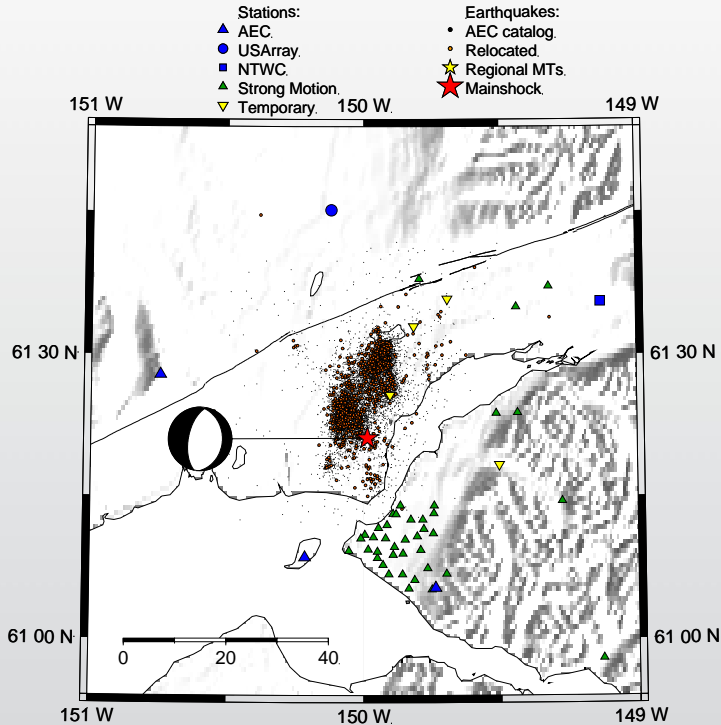 Stations: Earthquakes:
AEC. AEC catalog.
USArray. Relocated.
NTWC. Regional MTs.
Strong Motion. Mainshock.
Temporary.
151 W 150 W 149 W
61 30 N 61 30 N
61 00 N 61 00 N
0 20 40.
151 W 150 W. 149 W